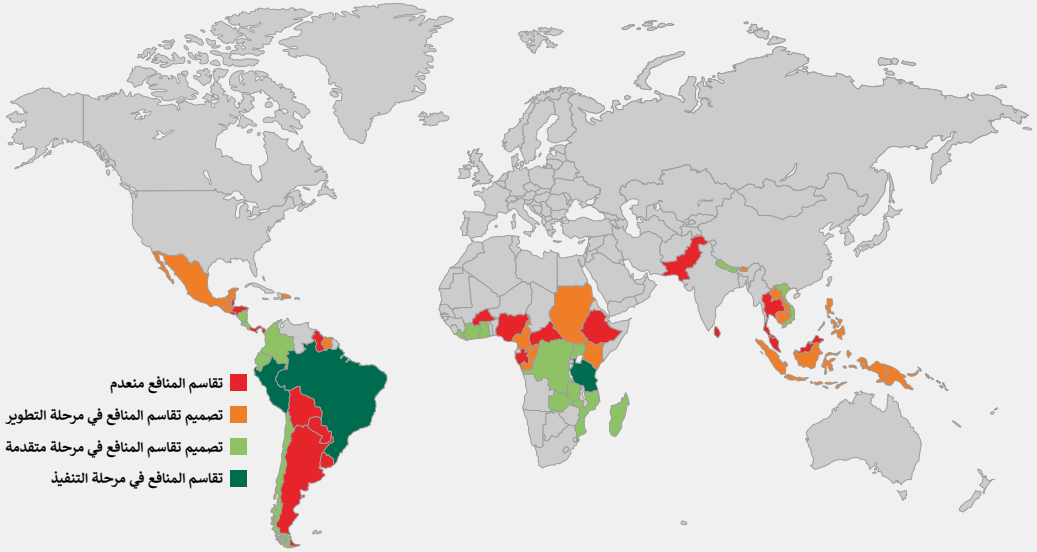 تقاسم المنافع منعدم
تصميم تقاسم المنافع في مرحلة التطوير
تصميم تقاسم المنافع في مرحلة متقدمة
تقاسم المنافع في مرحلة التنفيذ